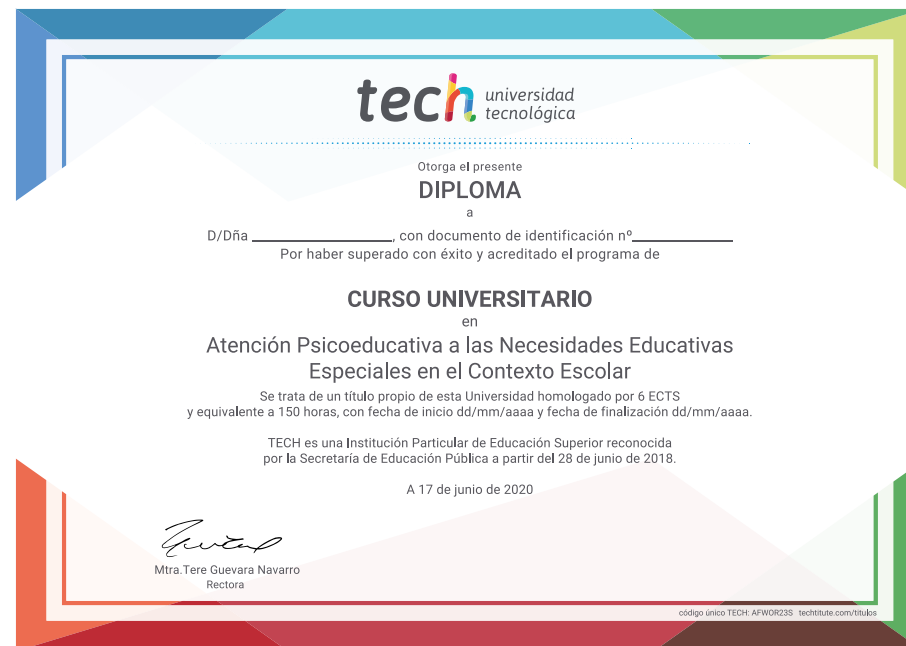 tech universidad
tecnológica
Otorga el presente
DIPLOMA
a
D/Dña ____________________, con documento de identificación nº______________
Por haber superado con éxito y acreditado el programa de
CURSO UNIVERSITARIO
en
Atención Psicoeducativa a las Necesidades Educativas
Especiales en el Contexto Escolar
Se trata de un título propio de esta Universidad homologado por 6 ECTS
y equivalente a 150 horas, con fecha de inicio dd/mm/aaaa y fecha de finalización dd/mm/aaaa.
TECH es una Institución Particular de Educación Superior reconocida
por la Secretaría de Educación Pública a partir del 28 de junio de 2018.
A 17 de junio de 2020
Mtra.Tere Guevara Navarro
Rectora
código único TECH: AFWOR23S techtitute.com/titulos